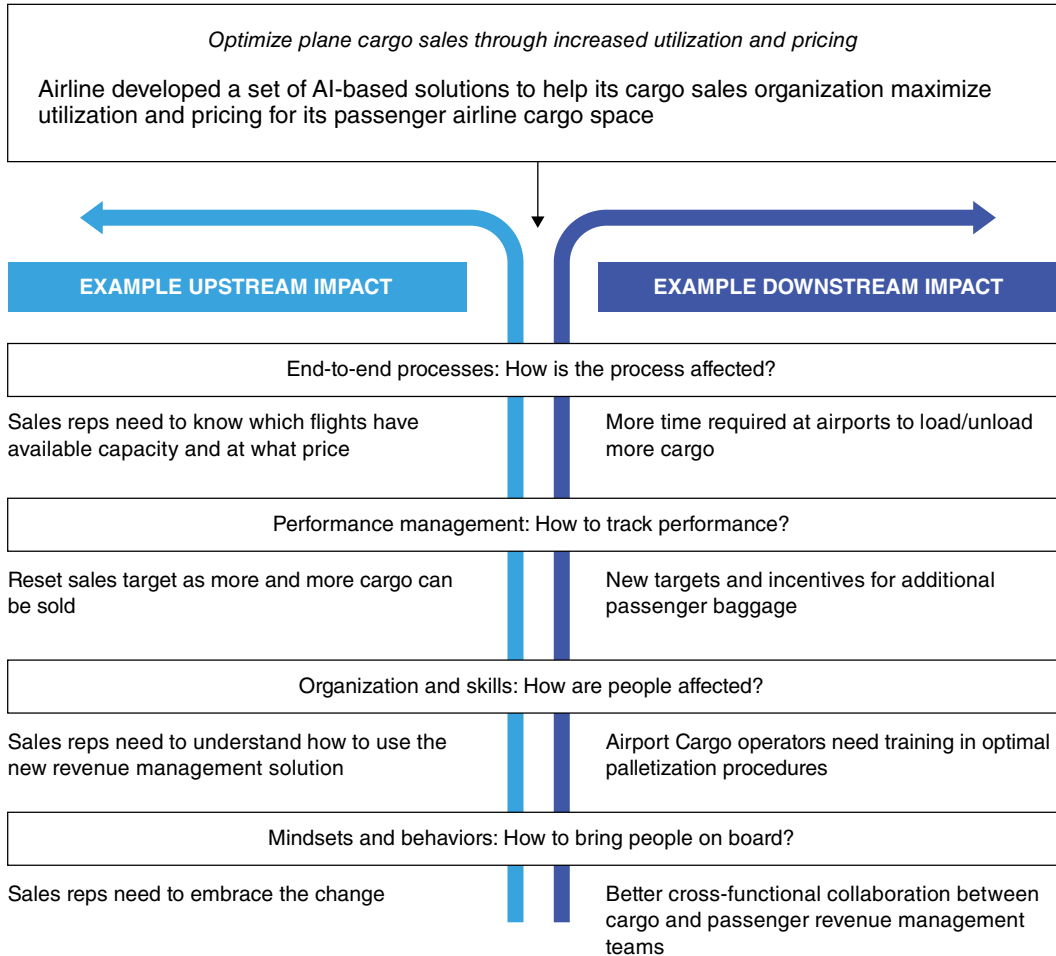 Optimize plane cargo sales through increased utilization and pricing
Airline developed a set of AI-based solutions to help its cargo sales organization maximize
utilization and pricing for its passenger airline cargo space
EXAMPLE UPSTREAM IMPACT
EXAMPLE DOWNSTREAM IMPACT
End-to-end processes: How is the process affected?
Sales reps need to know which flights have
available capacity and at what price
More time required at airports to load/unload
more cargo
Performance management: How to track performance?
Reset sales target as more and more cargo can
be sold
New targets and incentives for additional
passenger baggage
Organization and skills: How are people affected?
Sales reps need to understand how to use the
new revenue management solution
Airport Cargo operators need training in optimal
palletization procedures
Mindsets and behaviors: How to bring people on board?
Sales reps need to embrace the change
Better cross-functional collaboration between
cargo and passenger revenue management
teams